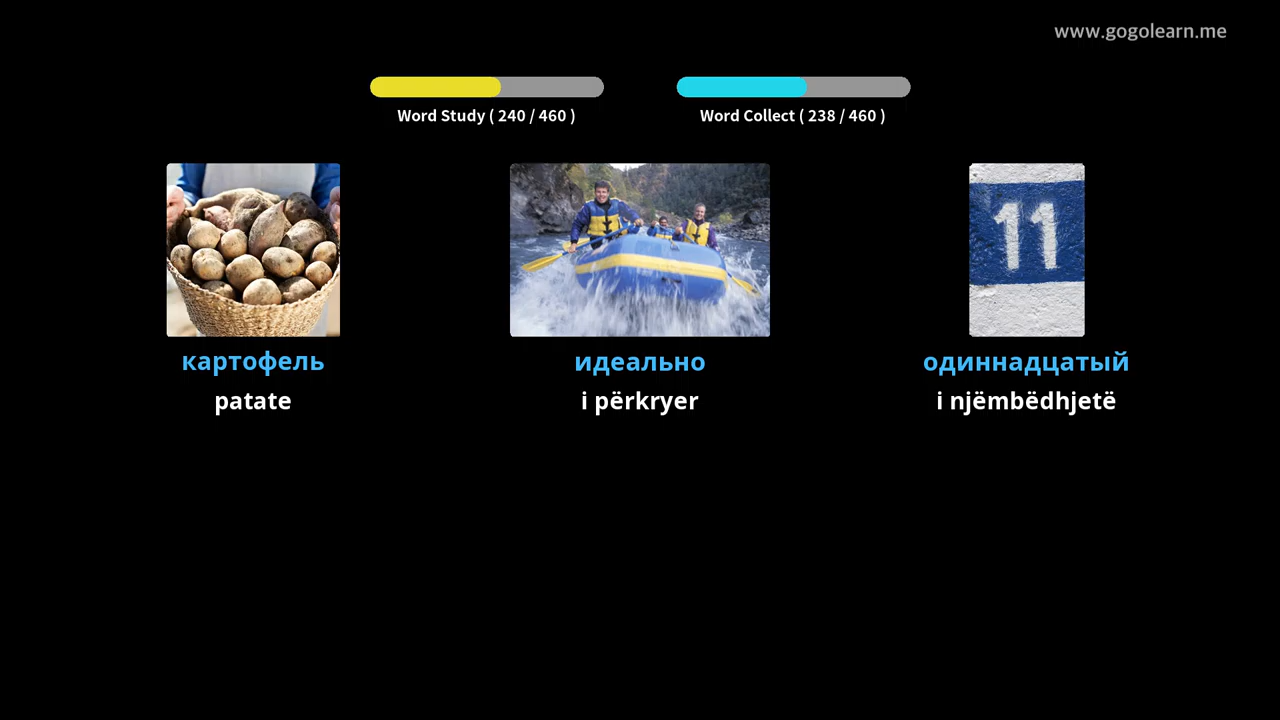 www.gogolearn.me
Word Study ( 240 / 460 )
Word Collect ( 238 / 460 )
11
картофель
идеально
одиннадцатый
patate
i përkryer
i njëmbëdhjetë